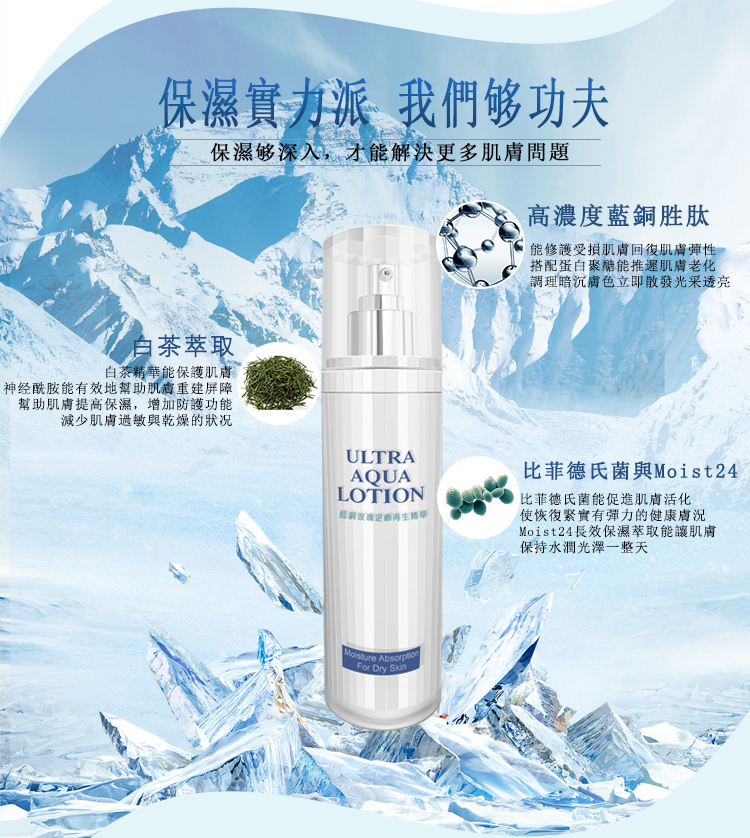 保濕實力派 我們够功夫
保濕够深入，才能解決更多肌膚問題
高濃度藍銅胜肽
能修護受損肌膚回復肌膚彈性
搭配蛋白聚醣能推遲肌膚老化
調理暗沉膚色立即散發光采透亮
白茶萃取
白茶精華能保護肌膚
神经酰胺能有效地幫助肌膚重建屏障
幫助肌膚提高保濕，增加防護功能
減少肌膚過敏與乾燥的狀況
ULTRA
AQUA
LOTION
藍銅玫瑰逆齡再生精華
比菲德氏菌與Moist24
比菲德氏菌能促進肌膚活化
使恢復緊實有彈力的健康膚況
Moist24長效保濕萃取能讓肌膚
保持水潤光澤一整天
Moisture Absorption
For Dry Skin